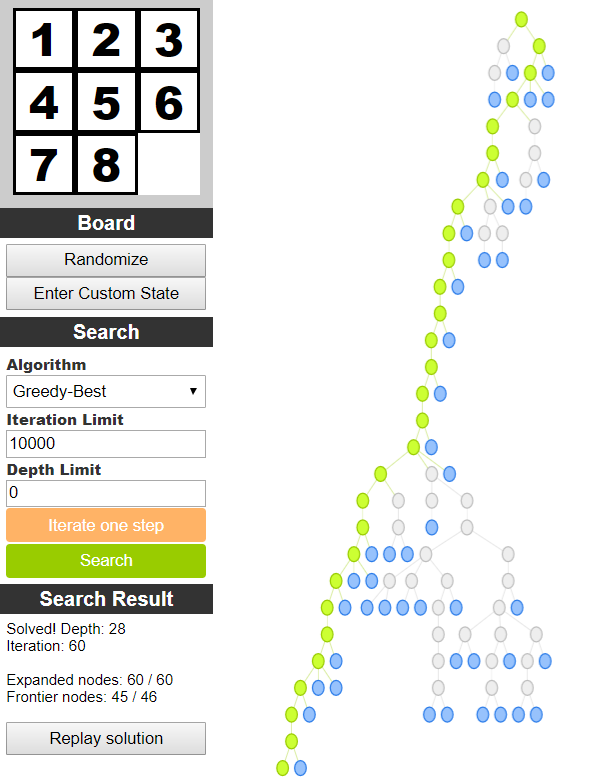 1 2 3
4 5 6
7 8
Board
Randomize
Enter Custom State
Search
Algorithm
Greedy-Best
Iteration Limit
10000
Depth Limit
0
Iterate one step
Search
Search Result
Solved! Depth: 28
Iteration: 60
Expanded nodes: 60 / 60
Frontier nodes: 45 / 46
Replay solution